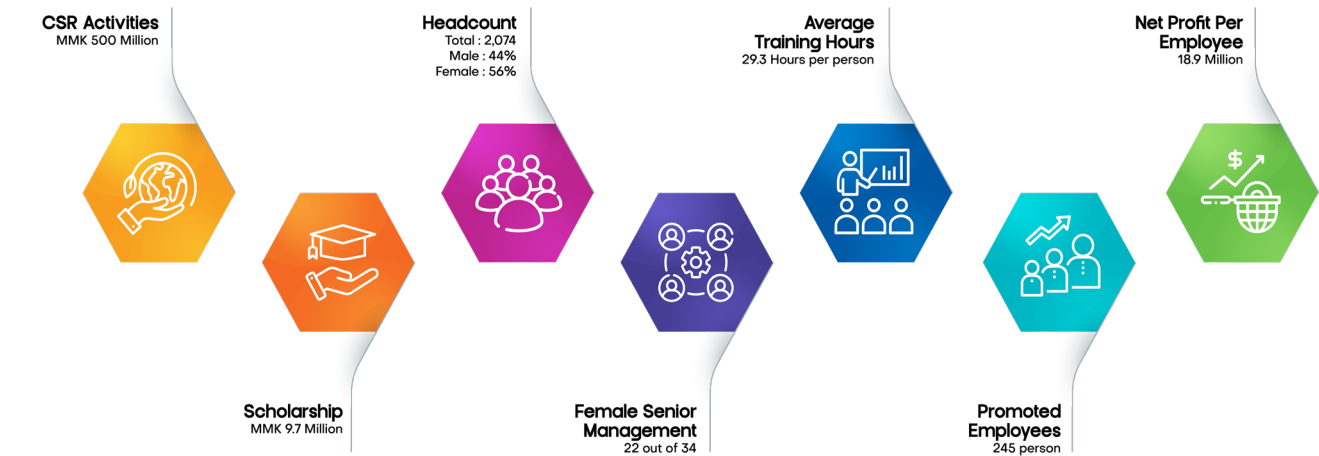 CSR Activities
MMK 500 Million
Scholarship
MMK 9.7 Million
Headcount
Total : 2,074
Male : 44%
Female : 56%
Female Senior
Management
22 out of 34
Average
Training Hours
29.3 Hours per person
Promoted
Employees
245 person
Net Profit Per
Employee
18.9 Million
$